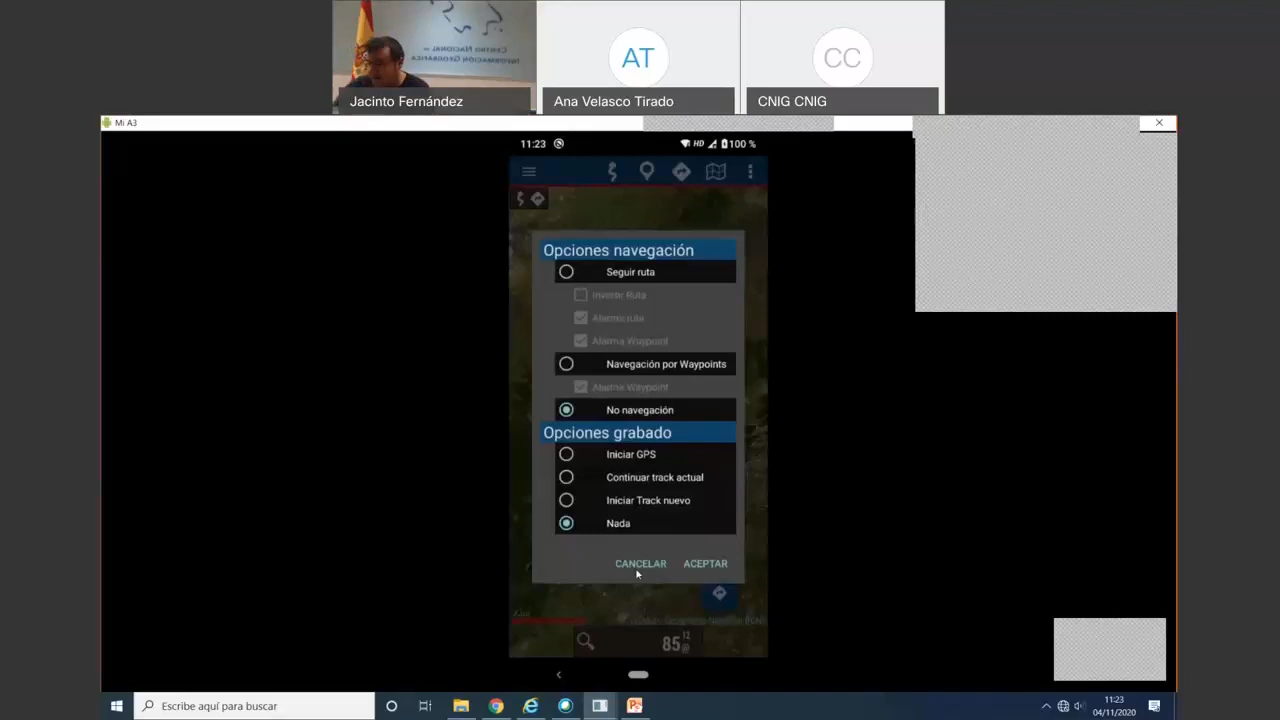 AT
CC
Jacinto Fernández
Ana Velasco Tirado
CNIG CNIG
Mi A3
11:23
HD
100 %
Opciones navegación
Seguir ruta
Invertir Ruta
Alarma ruta
Alarma Waypoint
Navegación por Waypoints
Alarma Waypoint
No navegación
Opciones grabado
Iniciar GPS
Continuar track actual
Iniciar Track nuevo
Nada
CANCELAR
ACEPTAR
85
12
Escribe aquí para buscar
11:23
04/11/2020